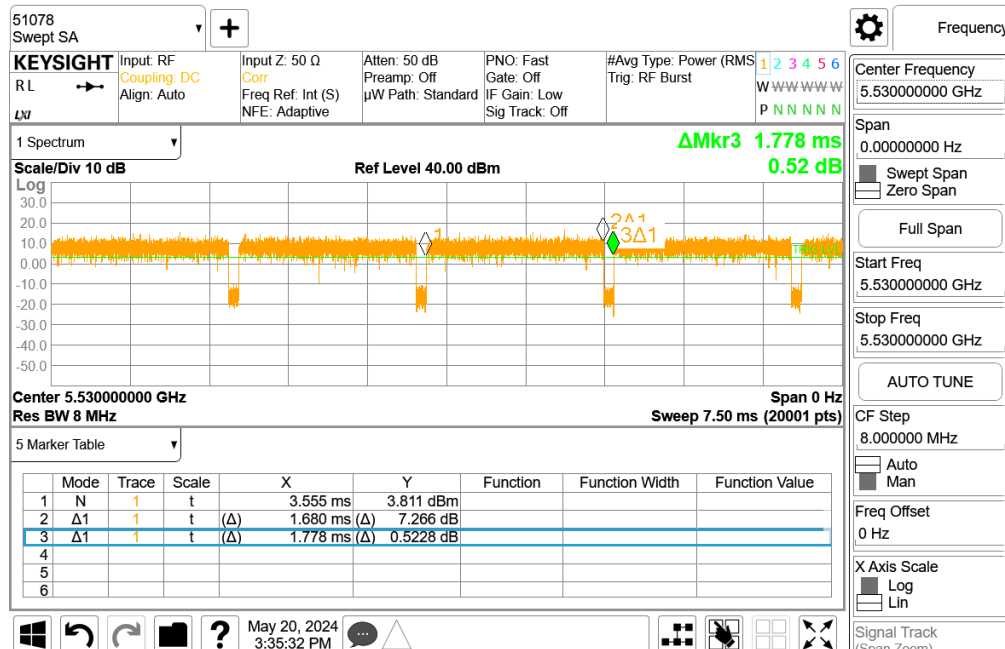 51078
Swept SA
Frequency
KEYSIGHT
R L
LXI
Input: RF
Coupling: DC
Align: Auto
Input Z: 50 Ω
Corr
Freq Ref: Int (S)
NFE: Adaptive
Atten: 50 dB
Preamp: Off
µW Path: Standard
PNO: Fast
Gate: Off
IF Gain: Low
Sig Track: Off
#Avg Type: Power (RMS
Trig: RF Burst
1 2 3 4 5 6
W W W W W W
P N N N N N
1 Spectrum
Scale/Div 10 dB
Ref Level 40.00 dBm
ΔMkr3 1.778 ms
0.52 dB
Log
30.0
20.0
10.0
0.00
-10.0
-20.0
-30.0
-40.0
-50.0
1
2Δ1
3Δ1
TRIG LVL
Center 5.530000000 GHz
Res BW 8 MHz
Span 0 Hz
Sweep 7.50 ms (20001 pts)
5 Marker Table
Mode Trace Scale X Y Function Function Width Function Value
1 N 1 t 3.555 ms 3.811 dBm
2 Δ1 1 t (Δ) 1.680 ms (Δ) 7.266 dB
3 Δ1 1 t (Δ) 1.778 ms (Δ) 0.5228 dB
4
5
6
?
May 20, 2024
3:35:32 PM
Center Frequency
5.530000000 GHz
Span
0.00000000 Hz
Swept Span
Zero Span
Full Span
Start Freq
5.530000000 GHz
Stop Freq
5.530000000 GHz
AUTO TUNE
CF Step
8.000000 MHz
Auto
Man
Freq Offset
0 Hz
X Axis Scale
Log
Lin
Signal Track
(Span Zoom)